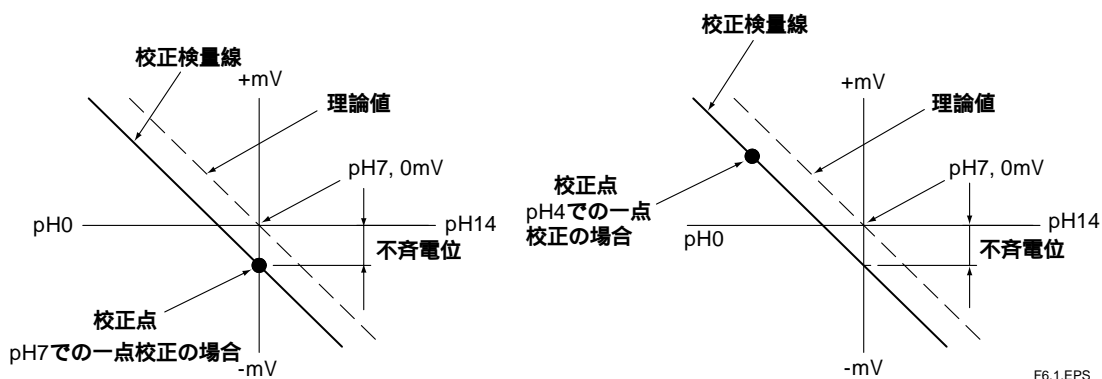 校正検量線
+mV
理論値
pH7, 0mV
pH0
pH14
不斉電位
校正点
pH7での一点校正の場合
-mV
校正検量線
+mV
理論値
pH7, 0mV
校正点
pH4での一点
校正の場合
pH0
pH14
不斉電位
-mV
F6.1.EPS